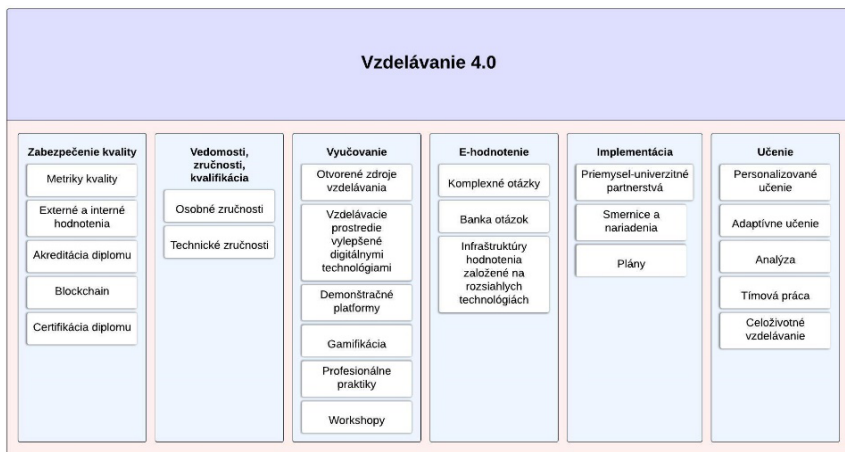 Vzdelávanie 4.0
Zabezpečenie kvality
Metriky kvality
Externé a interné
hodnotenia
Akreditácia diplomu
Blockchain
Certifikácia diplomu
Vedomosti,
zručnosti,
kvalifikácia
Osobné zručnosti
Technické zručnosti
Vyučovanie
Otvorené zdroje
vzdelávania
Vzdelávacie
prostredie
vylepšené
digitálnymi
technológiami
Demonštračné
platformy
Gamifikácia
Profesionálne
praktiky
Workshopy
E-hodnotenie
Komplexné otázky
Banka otázok
Infraštruktúry
hodnotenia
založené na
rozsiahlych
technológiách
Implementácia
Priemysel-univerzitné
partnerstvá
Smernice a
nariadenia
Plány
Učenie
Personalizované
učenie
Adaptívne učenie
Analýza
Tímová práca
Celoživotné
vzdelávanie